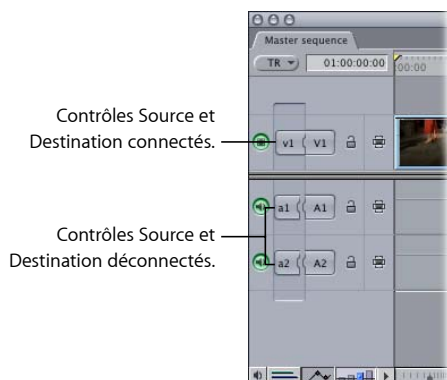 Master sequence
TR 01:00:00:00 :00:00
Contrôles Source et
Destination connectés.
v1 V1
a1 A1
Contrôles Source et
Destination déconnectés.
a2 A2